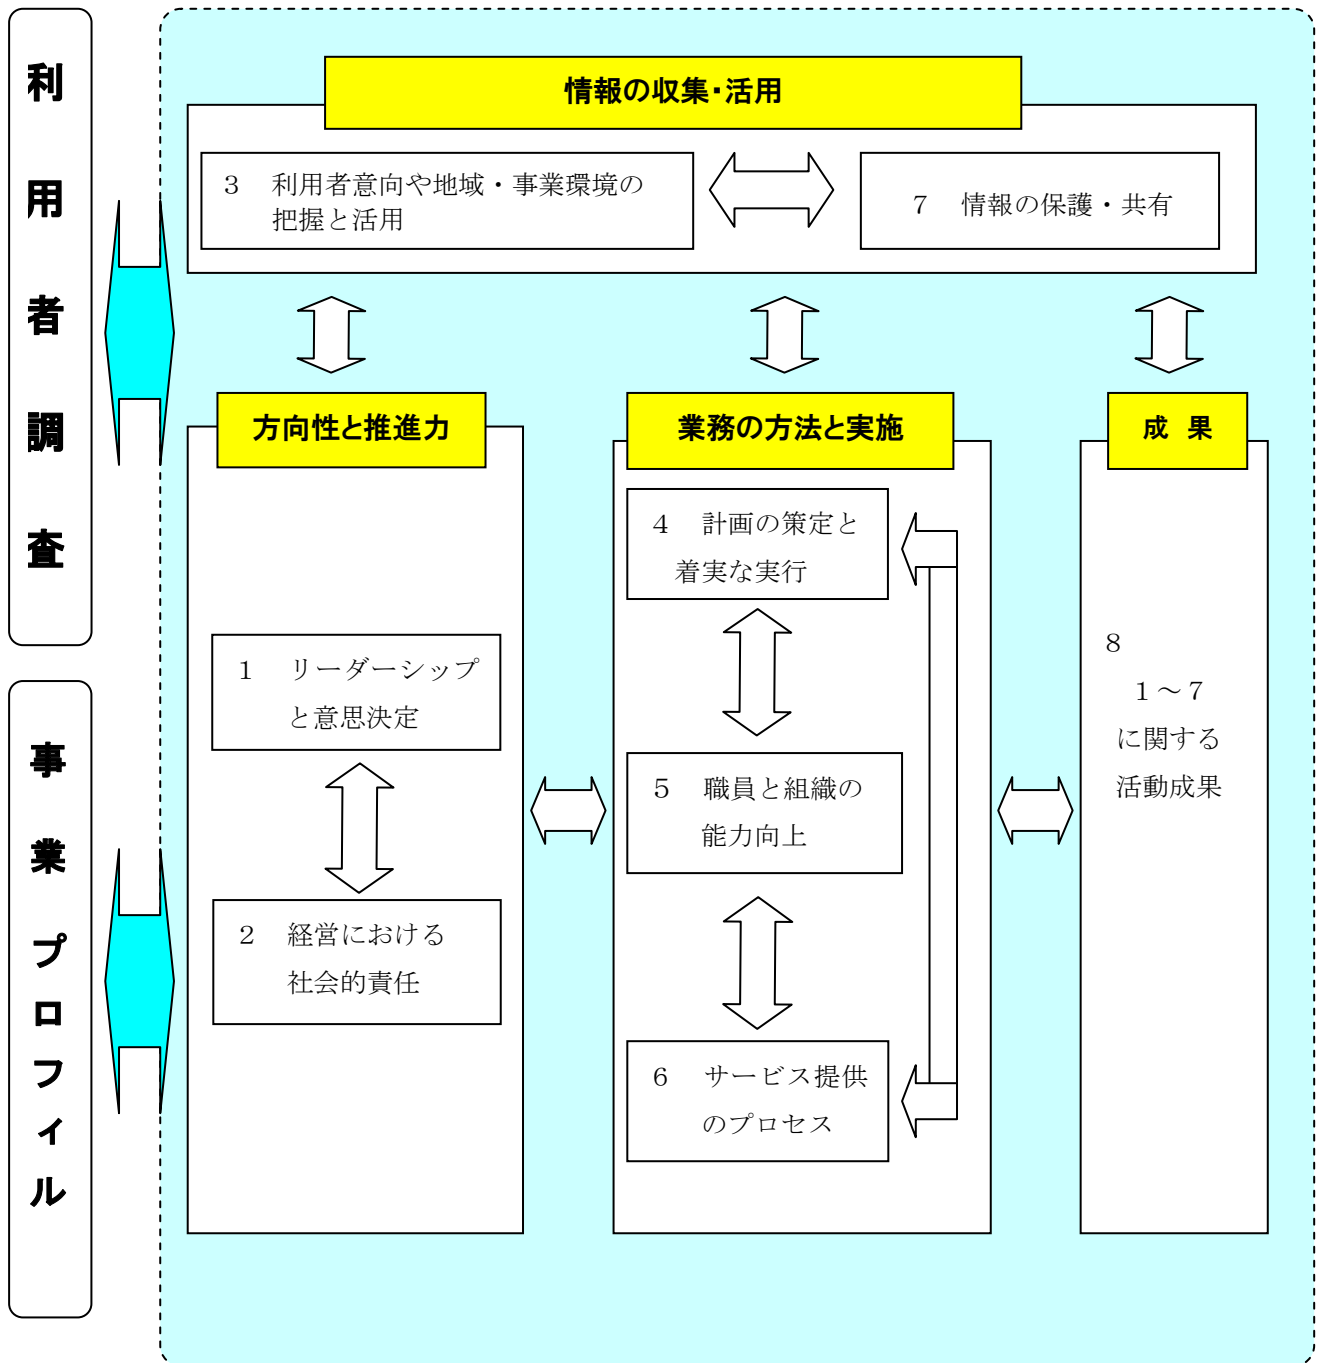 利用者調査
事業プロフィル
情報の収集・活用
３　利用者意向や地域・事業環境の
把握と活用
７　情報の保護・共有
方向性と推進力
１　リーダーシップ
と意思決定
２　経営における
社会的責任
業務の方法と実施
４　計画の策定と
着実な実行
５　職員と組織の
能力向上
６　サービス提供
のプロセス
成　果
８
１～７
に関する
活動成果